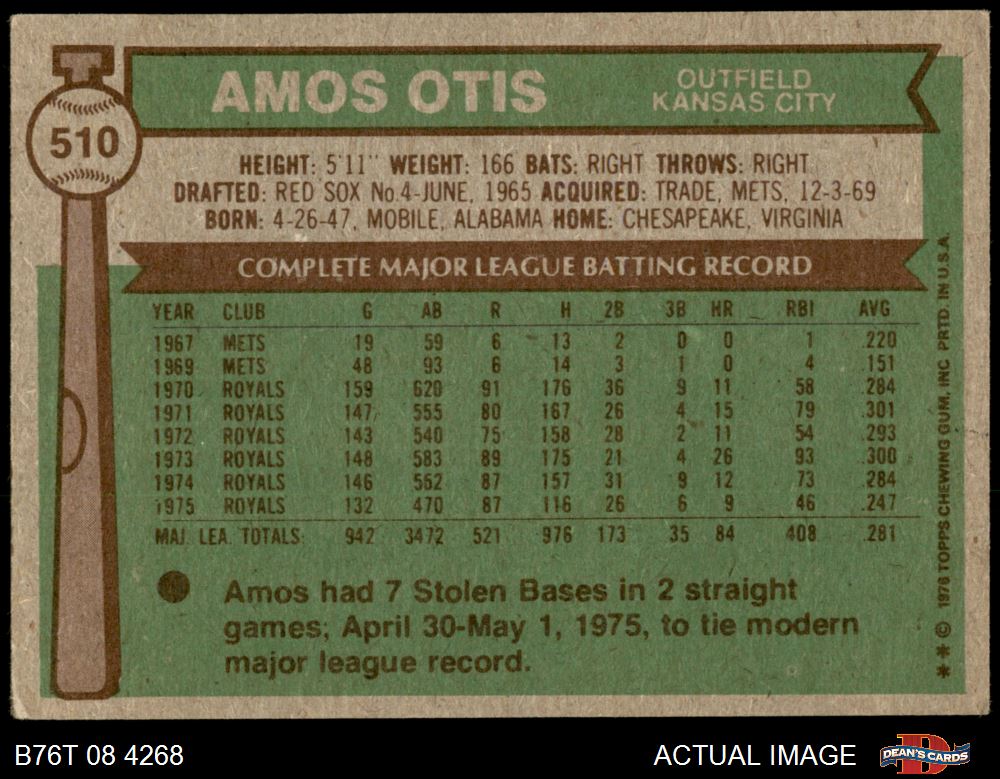 AMOS OTIS
OUTFIELD
KANSAS CITY
510
HEIGHT: 5'11" WEIGHT: 166 BATS: RIGHT THROWS: RIGHT
DRAFTED: RED SOX No.4-JUNE, 1965 ACQUIRED: TRADE, METS, 12-3-69
BORN: 4-26-47, MOBILE, ALABAMA HOME: CHESAPEAKE, VIRGINIA
COMPLETE MAJOR LEAGUE BATTING RECORD
YEAR CLUB G AB R H 2B 3B HR RBI AVG
1967 METS 19 59 6 13 2 0 0 1 .220
1969 METS 48 93 6 14 3 1 0 4 .151
1970 ROYALS 159 620 91 176 36 9 11 58 .284
1971 ROYALS 147 555 80 167 26 4 15 79 .301
1972 ROYALS 143 540 75 158 28 2 11 54 .293
1973 ROYALS 148 583 89 175 21 4 26 93 .300
1974 ROYALS 146 552 87 157 31 9 12 73 .284
1975 ROYALS 132 470 87 116 26 6 9 46 .247
MAJ. LEA. TOTALS 942 3472 521 976 173 35 84 408 .281
Amos had 7 Stolen Bases in 2 straight
games; April 30-May 1, 1975, to tie modern
major league record.
** © 1976 TOPPS CHEWING GUM, INC. PRTD. IN U.S.A.
B76T 08 4268
ACTUAL IMAGE
DEAN'S CARDS